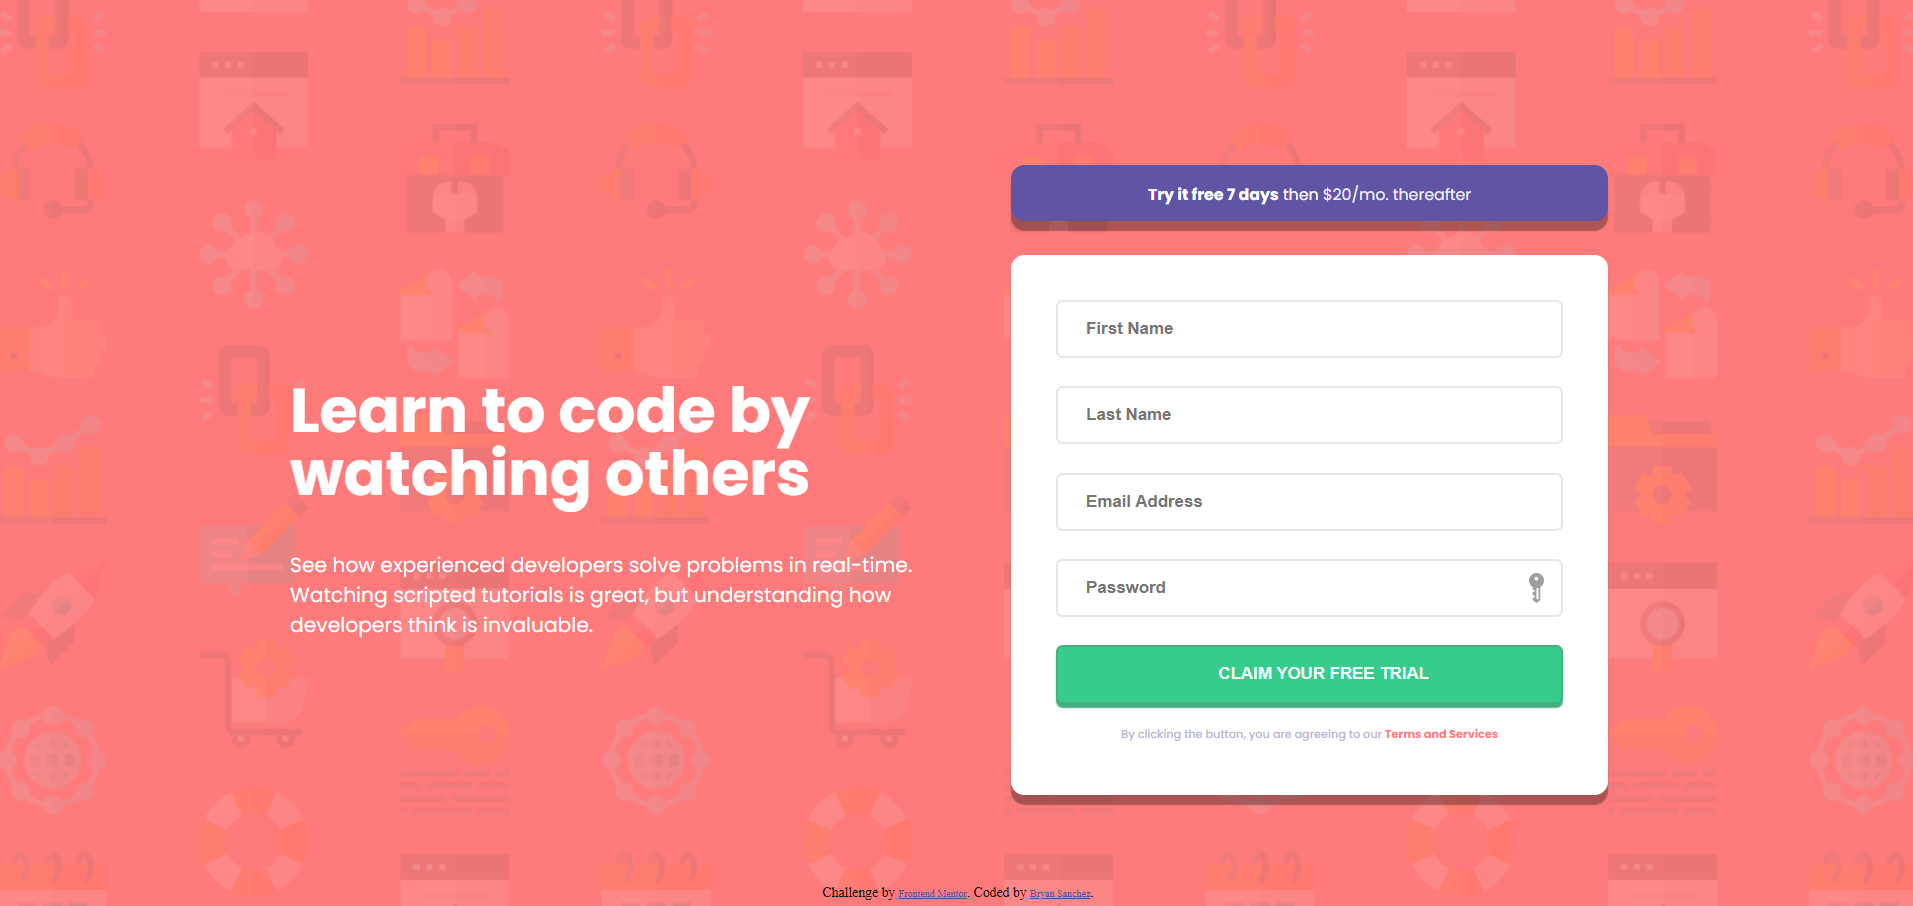 Learn to code by
watching others
See how experienced developers solve problems in real-time.
Watching scripted tutorials is great, but understanding how
developers think is invaluable.
Try it free 7 days then $20/mo. thereafter
First Name
Last Name
Email Address
Password
CLAIM YOUR FREE TRIAL
By clicking the button, you are agreeing to our Terms and Services
Challenge by Frontend Mentor. Coded by Bryan Sanchez.